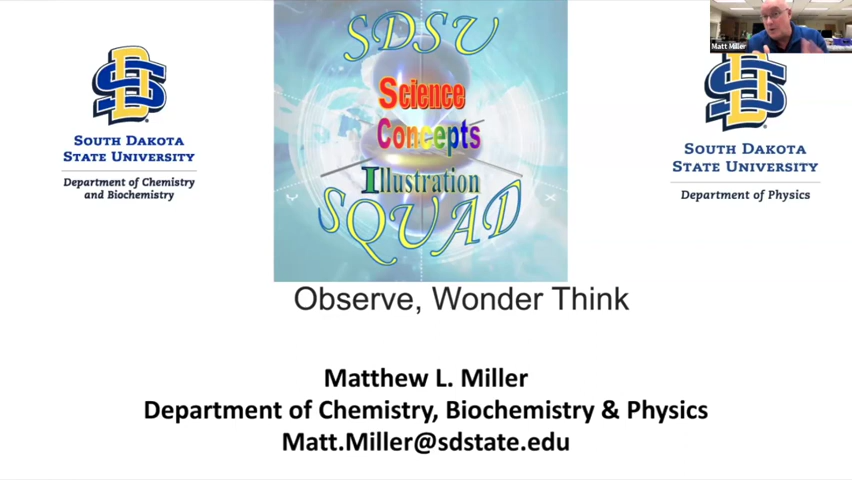 SDSU
Science
Concepts
Illustration
SQUAD
SOUTH DAKOTA
STATE UNIVERSITY
Department of Chemistry
and Biochemistry
Matt Miller
SOUTH DAKOTA
STATE UNIVERSITY
Department of Physics
Observe, Wonder Think
Matthew L. Miller
Department of Chemistry, Biochemistry & Physics
Matt.Miller@sdstate.edu